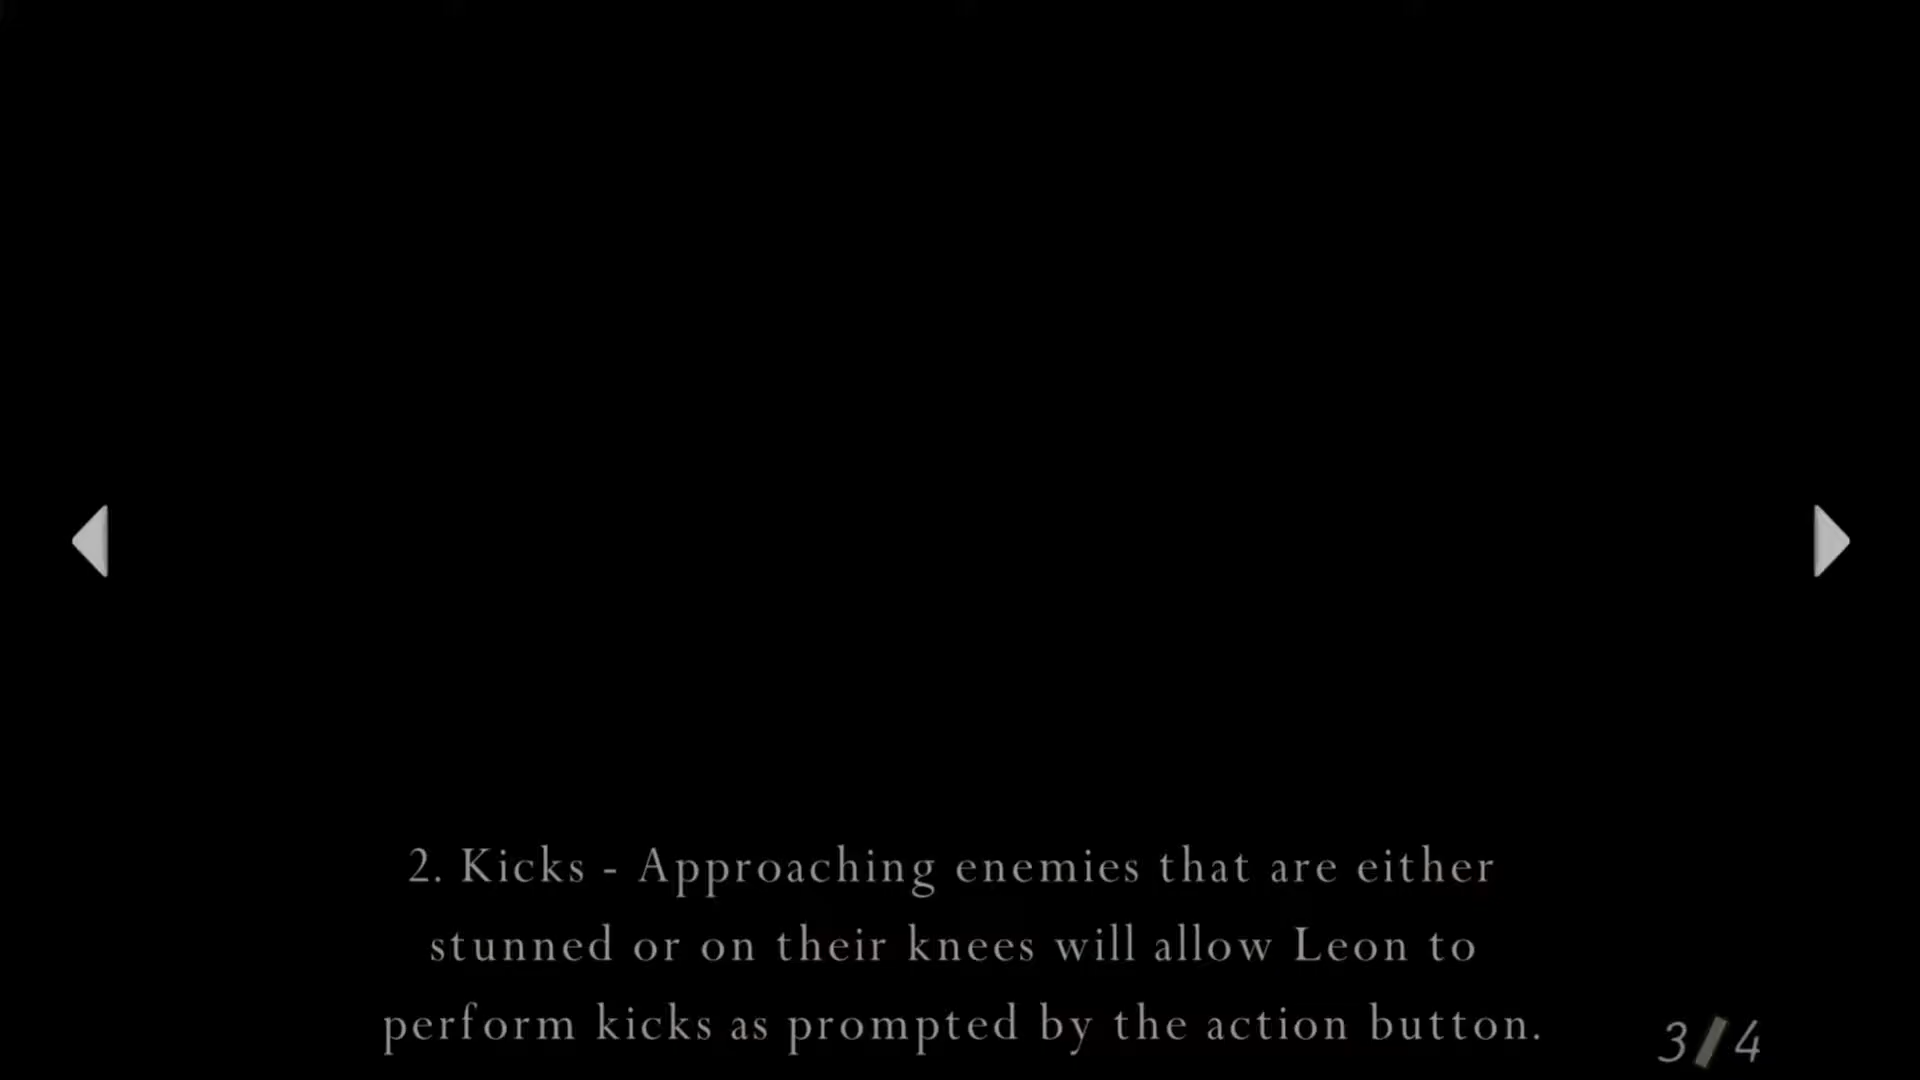 2. Kicks - Approaching enemies that are either
stunned or on their knees will allow Leon to
perform kicks as prompted by the action button.
3/4